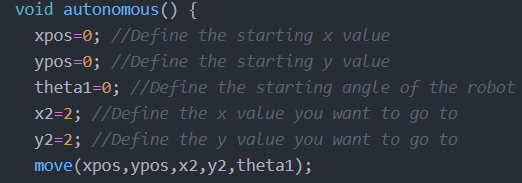 void autonomous() {
xpos=0; //Define the starting x value
ypos=0; //Define the starting y value
theta1=0; //Define the starting angle of the robot
x2=2; //Define the x value you want to go to
y2=2; //Define the y value you want to go to
move(xpos,ypos,x2,y2,theta1);